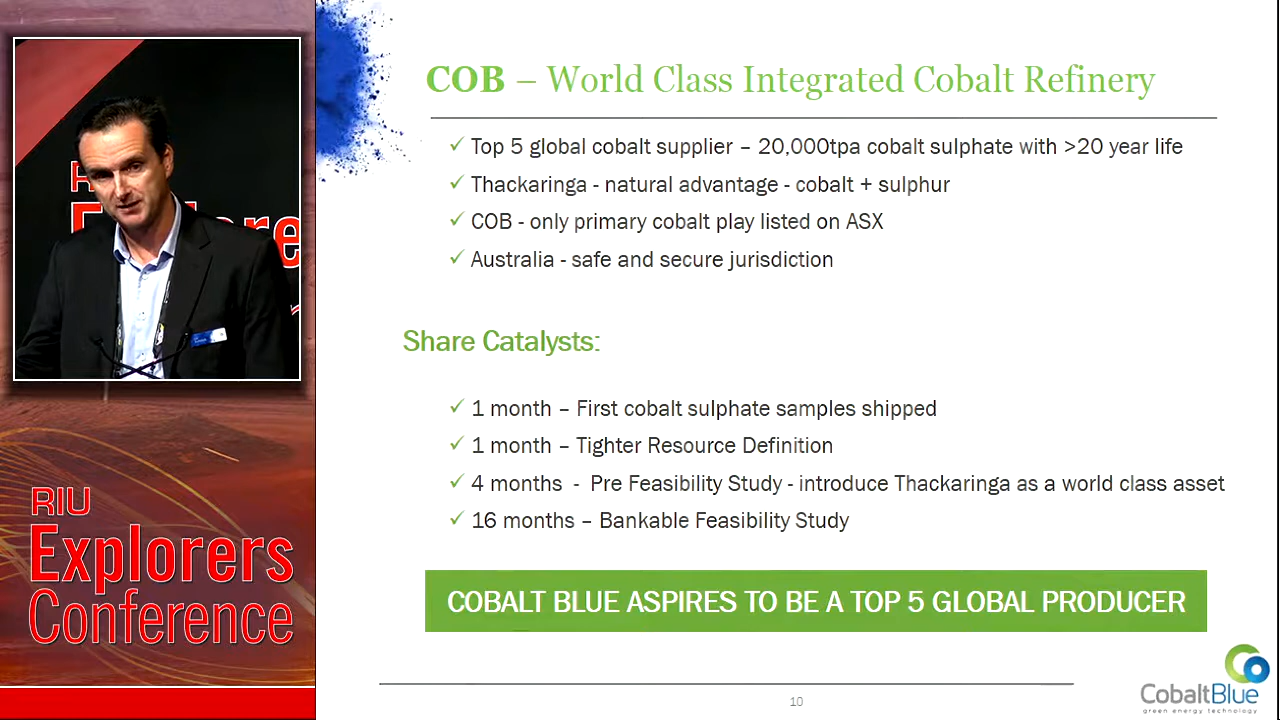 COB – World Class Integrated Cobalt Refinery
✓ Top 5 global cobalt supplier – 20,000tpa cobalt sulphate with >20 year life
✓ Thackaringa - natural advantage - cobalt + sulphur
✓ COB - only primary cobalt play listed on ASX
✓ Australia - safe and secure jurisdiction
Share Catalysts:
✓ 1 month – First cobalt sulphate samples shipped
✓ 1 month – Tighter Resource Definition
✓ 4 months - Pre Feasibility Study - introduce Thackaringa as a world class asset
✓ 16 months – Bankable Feasibility Study
COBALT BLUE ASPIRES TO BE A TOP 5 GLOBAL PRODUCER
10
CobaltBlue
green energy technology
RIU
Explorers
Conference